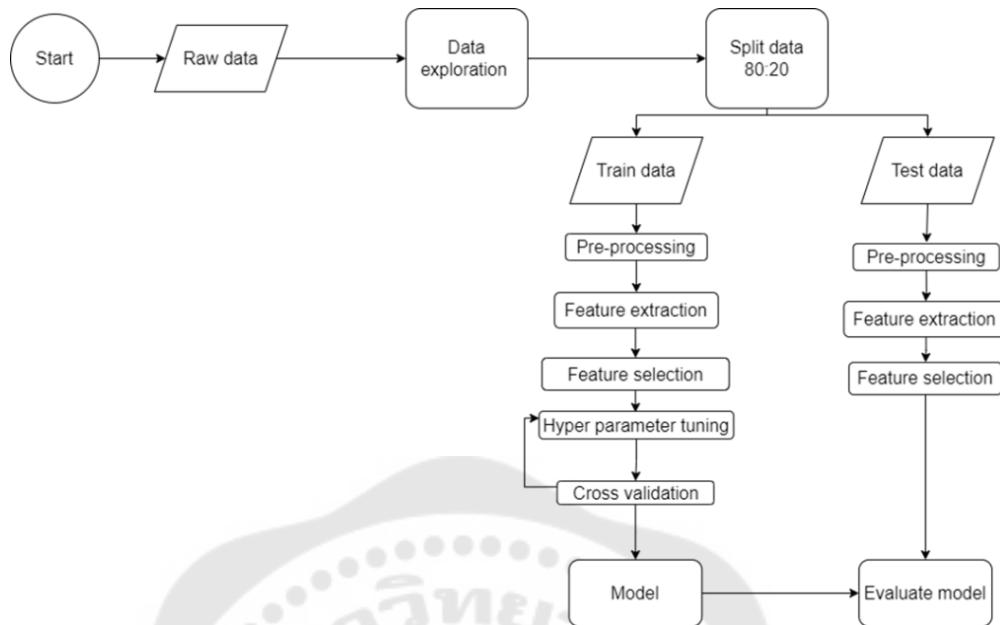 Start
Raw data
Data
exploration
Split data
80:20
Train data
Test data
Pre-processing
Pre-processing
Feature extraction
Feature extraction
Feature selection
Feature selection
Hyper parameter tuning
Cross validation
Model
Evaluate model